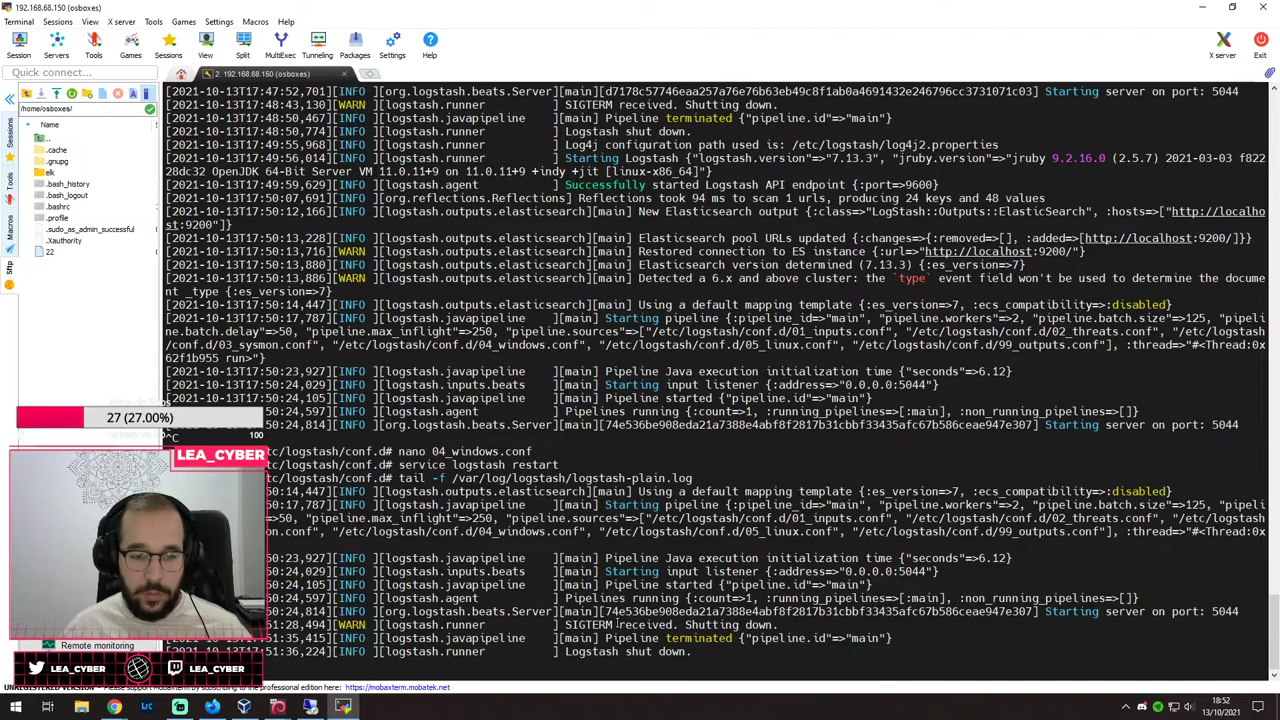 192.168.68.150 (osboxes)
Terminal Sessions View X server Tools Games Settings Macros Help
Session Servers Tools Games Sessions View Split MultiExec Tunneling Packages Settings Help X server Exit
Quick connect...
2. 192.168.68.150 (osboxes)
/home/osboxes/
Name
..
.cache
.gnupg
elk
.bash_history
.bash_logout
.bashrc
.profile
.sudo_as_admin_successful
.Xauthority
22
Sessions
Tools
Macros
Sftp
[2021-10-13T17:47:52,701][INFO ][org.logstash.beats.Server][main][d7178c57746eaa257a76e76b63eb49c8f1ab0a4691432e246796cc3731071c03] Starting server on port: 5044
[2021-10-13T17:48:43,130][WARN ][logstash.runner ] SIGTERM received. Shutting down.
[2021-10-13T17:48:50,467][INFO ][logstash.javapipeline ][main] Pipeline terminated {"pipeline.id"=>"main"}
[2021-10-13T17:48:50,774][INFO ][logstash.runner ] Logstash shut down.
[2021-10-13T17:49:55,968][INFO ][logstash.runner ] Log4j configuration path used is: /etc/logstash/log4j2.properties
[2021-10-13T17:49:56,014][INFO ][logstash.runner ] Starting Logstash {"logstash.version"=>"7.13.3", "jruby.version"=>"jruby 9.2.16.0 (2.5.7) 2021-03-03 f822
28dc32 OpenJDK 64-Bit Server VM 11.0.11+9 on 11.0.11+9 +indy +jit [linux-x86_64]"}
[2021-10-13T17:49:59,629][INFO ][logstash.agent ] Successfully started Logstash API endpoint {:port=>9600}
[2021-10-13T17:50:07,691][INFO ][org.reflections.Reflections] Reflections took 94 ms to scan 1 urls, producing 24 keys and 48 values
[2021-10-13T17:50:12,166][INFO ][logstash.outputs.elasticsearch][main] New Elasticsearch output {:class=>"LogStash::Outputs::ElasticSearch", :hosts=>["http://localho
st:9200"]}
[2021-10-13T17:50:13,228][INFO ][logstash.outputs.elasticsearch][main] Elasticsearch pool URLs updated {:changes=>{:removed=>[], :added=>[http://localhost:9200/]}}
[2021-10-13T17:50:13,716][WARN ][logstash.outputs.elasticsearch][main] Restored connection to ES instance {:url=>"http://localhost:9200/"}
[2021-10-13T17:50:13,880][INFO ][logstash.outputs.elasticsearch][main] Elasticsearch version determined (7.13.3) {:es_version=>7}
[2021-10-13T17:50:13,886][WARN ][logstash.outputs.elasticsearch][main] Detected a 6.x and above cluster: the `type` event field won't be used to determine the docume
nt _type {:es_version=>7}
[2021-10-13T17:50:14,447][INFO ][logstash.outputs.elasticsearch][main] Using a default mapping template {:es_version=>7, :ecs_compatibility=>:disabled}
[2021-10-13T17:50:17,787][INFO ][logstash.javapipeline ][main] Starting pipeline {:pipeline_id=>"main", "pipeline.workers"=>2, "pipeline.batch.size"=>125, "pipeli
ne.batch.delay"=>50, "pipeline.max_inflight"=>250, "pipeline.sources"=>["/etc/logstash/conf.d/01_inputs.conf", "/etc/logstash/conf.d/02_threats.conf", "/etc/logstash
/conf.d/03_sysmon.conf", "/etc/logstash/conf.d/04_windows.conf", "/etc/logstash/conf.d/05_linux.conf", "/etc/logstash/conf.d/99_outputs.conf"], :thread=>"#<Thread:0x
62f1b955 run>"}
[2021-10-13T17:50:23,927][INFO ][logstash.javapipeline ][main] Pipeline Java execution initialization time {"seconds"=>6.12}
[2021-10-13T17:50:24,029][INFO ][logstash.inputs.beats ][main] Starting input listener {:address=>"0.0.0.0:5044"}
[2021-10-13T17:50:24,105][INFO ][logstash.javapipeline ][main] Pipeline started {"pipeline.id"=>"main"}
[2021-10-13T17:50:24,597][INFO ][logstash.agent ] Pipelines running {:count=>1, :running_pipelines=>[:main], :non_running_pipelines=>[]}
[2021-10-13T17:50:24,814][INFO ][org.logstash.beats.Server][main][74e536be908eda21a7d8734e4abf8f2817b31cbbf33435afc67b586ceae947e307] Starting server on port: 5044
^C
tc/logstash/conf.d# nano 04_windows.conf
tc/logstash/conf.d# service logstash restart
tc/logstash/conf.d# tail -f /var/log/logstash/logstash-plain.log
:50:14,447][INFO ][logstash.outputs.elasticsearch][main] Using a default mapping template {:es_version=>7, :ecs_compatibility=>:disabled}
:50:17,787][INFO ][logstash.javapipeline ][main] Starting pipeline {:pipeline_id=>"main", "pipeline.workers"=>2, "pipeline.batch.size"=>125, "pipeli
=>50, "pipeline.max_inflight"=>250, "pipeline.sources"=>["/etc/logstash/conf.d/01_inputs.conf", "/etc/logstash/conf.d/02_threats.conf", "/etc/logstash
conf", "/etc/logstash/conf.d/04_windows.conf", "/etc/logstash/conf.d/05_linux.conf", "/etc/logstash/conf.d/99_outputs.conf"], :thread=>"#<Thread:0x
:50:23,927][INFO ][logstash.javapipeline ][main] Pipeline Java execution initialization time {"seconds"=>6.12}
:50:24,029][INFO ][logstash.inputs.beats ][main] Starting input listener {:address=>"0.0.0.0:5044"}
:50:24,105][INFO ][logstash.javapipeline ][main] Pipeline started {"pipeline.id"=>"main"}
:50:24,597][INFO ][logstash.agent ] Pipelines running {:count=>1, :running_pipelines=>[:main], :non_running_pipelines=>[]}
:50:24,814][INFO ][org.logstash.beats.Server][main][74e536be908eda21a7d8734e4abf8f2817b31cbbf33435afc67b586ceae947e307] Starting server on port: 5044
:51:28,494][WARN ][logstash.runner ] SIGTERM received. Shutting down.
:51:35,415][INFO ][logstash.javapipeline ][main] Pipeline terminated {"pipeline.id"=>"main"}
:51:36,224][INFO ][logstash.runner ] Logstash shut down.
27 (27.00%)
100
LEA_CYBER
Remote monitoring
LEA_CYBER LEA_CYBER
UNREGISTERED VERSION - Please support MobaXterm by subscribing to the professional edition here: https://mobaxterm.mobatek.net
Lrc
18:52
13/10/2021